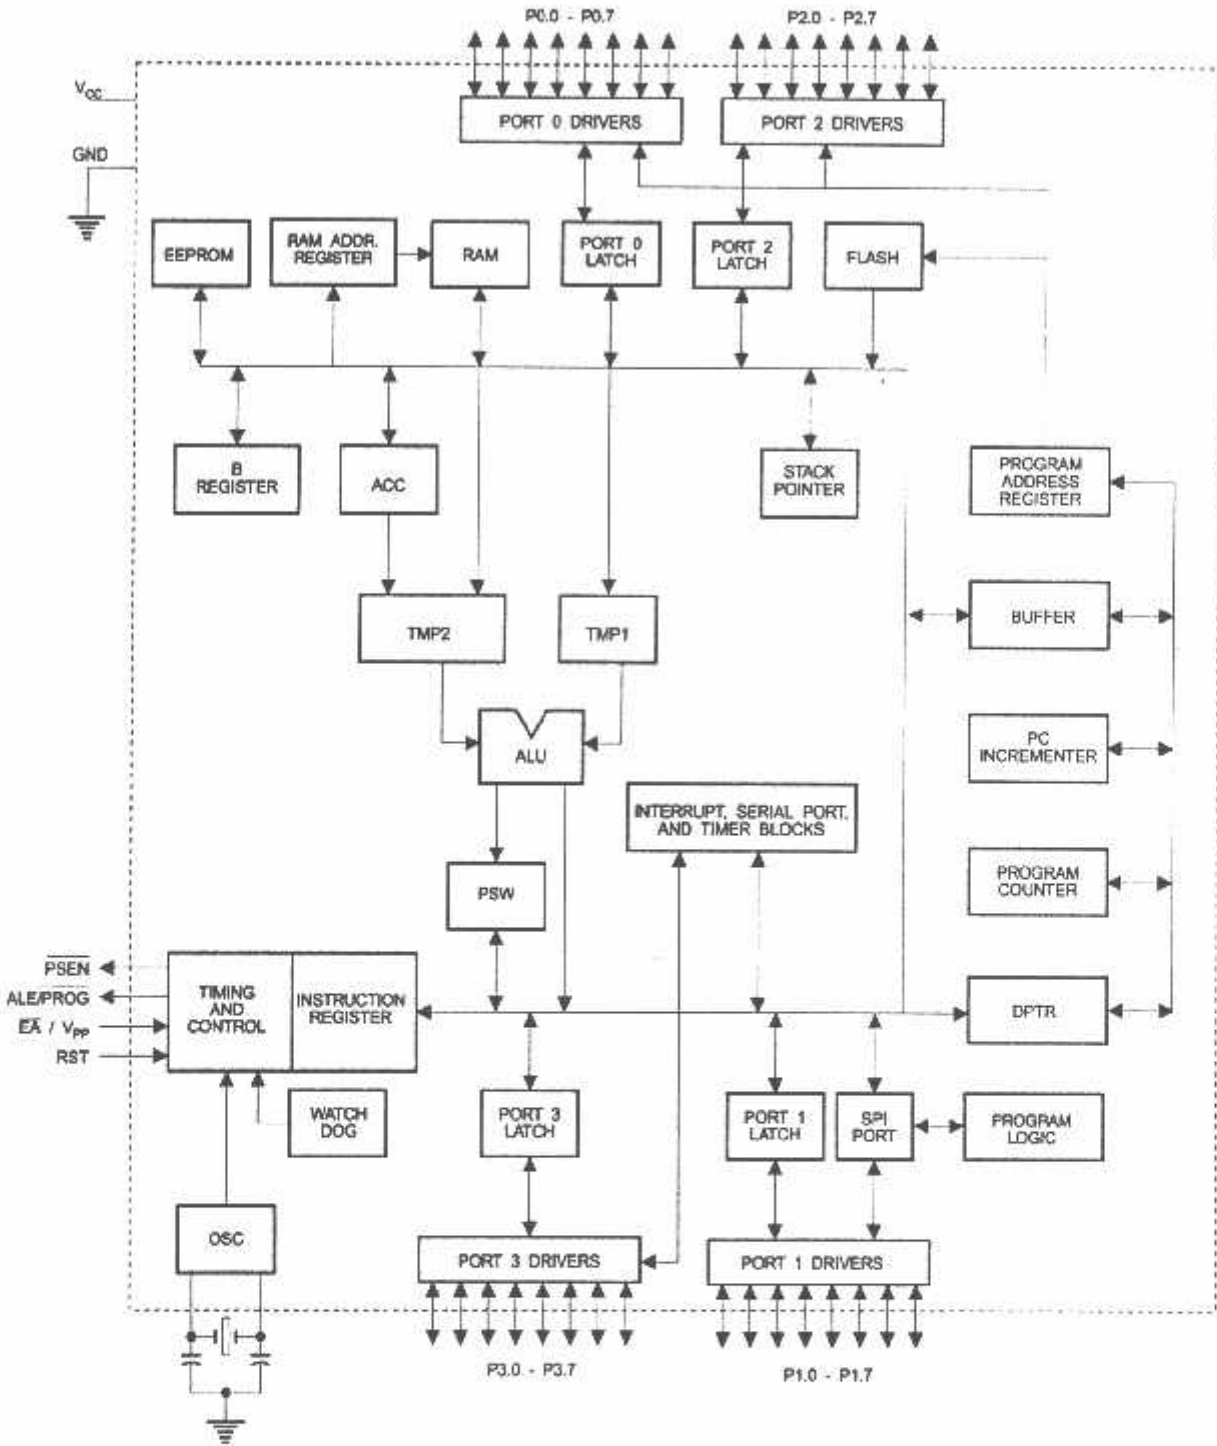 P0.0 - P0.7
P2.0 - P2.7
VCC
PORT 0 DRIVERS
PORT 2 DRIVERS
GND
EEPROM
RAM ADDR.
REGISTER
RAM
PORT 0
LATCH
PORT 2
LATCH
FLASH
B
REGISTER
ACC
STACK
POINTER
PROGRAM
ADDRESS
REGISTER
TMP2
TMP1
BUFFER
ALU
PC
INCREMENTER
INTERRUPT, SERIAL PORT,
AND TIMER BLOCKS
PSW
PROGRAM
COUNTER
PSEN
ALE/PROG
EA / VPP
RST
TIMING
AND
CONTROL
INSTRUCTION
REGISTER
DPTR
WATCH
DOG
PORT 3
LATCH
PORT 1
LATCH
SPI
PORT
PROGRAM
LOGIC
OSC
PORT 3 DRIVERS
PORT 1 DRIVERS
P3.0 - P3.7
P1.0 - P1.7